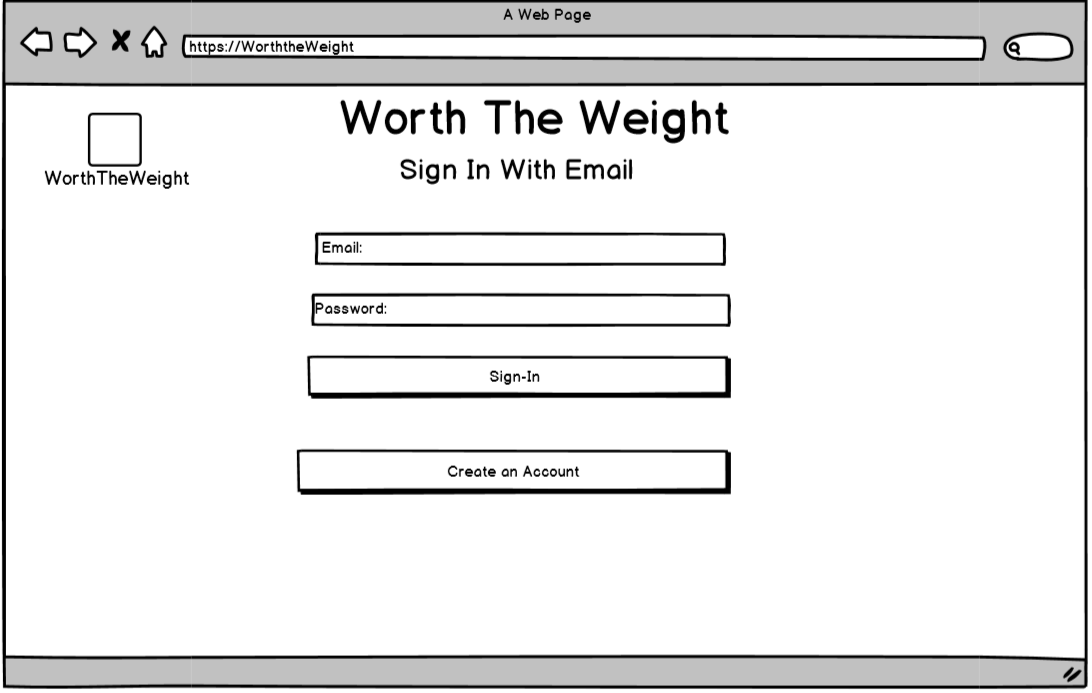 A Web Page
https://WorththeWeight
Worth The Weight
WorthTheWeight
Sign In With Email
Email:
Password:
Sign-In
Create an Account